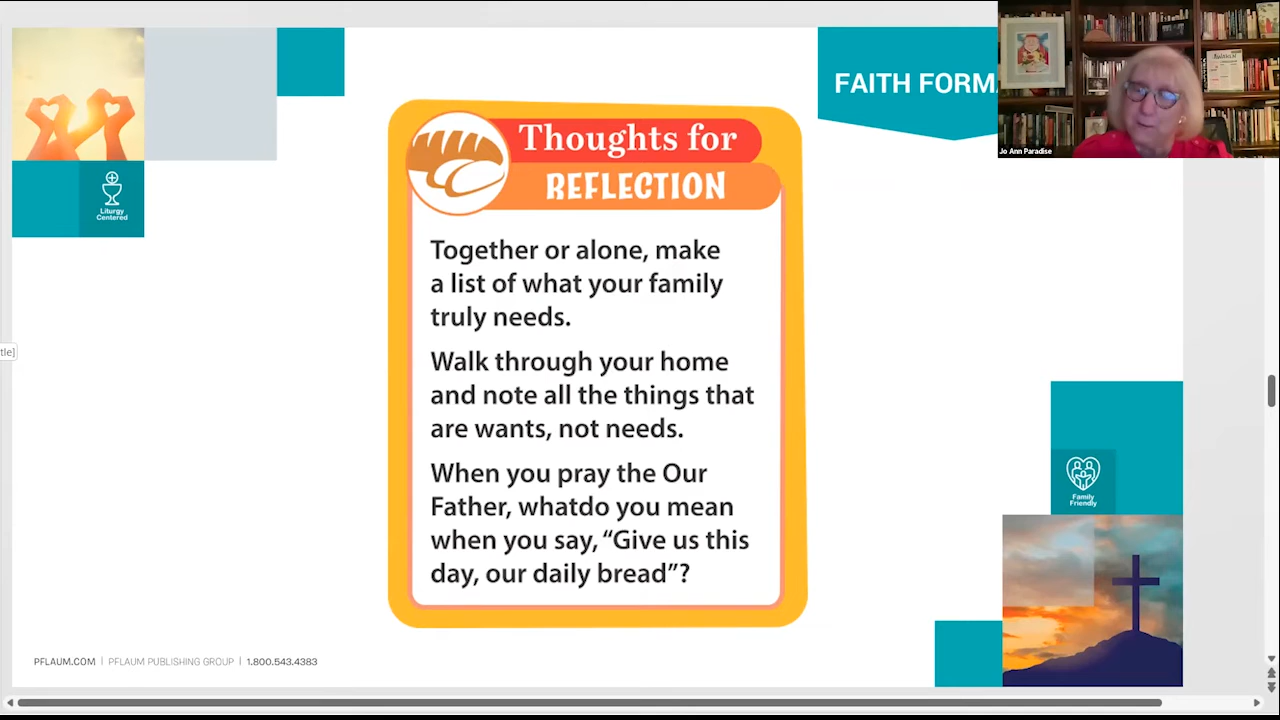 FAITH FORMA
Jo Ann Paradise
Liturgy
Centered
Thoughts for
REFLECTION
Together or alone, make
a list of what your family
truly needs.
Walk through your home
and note all the things that
are wants, not needs.
When you pray the Our
Father, whatdo you mean
when you say, “Give us this
day, our daily bread”?
tle]
Family
Friendly
PFLAUM.COM | PFLAUM PUBLISHING GROUP | 1.800.543.4383